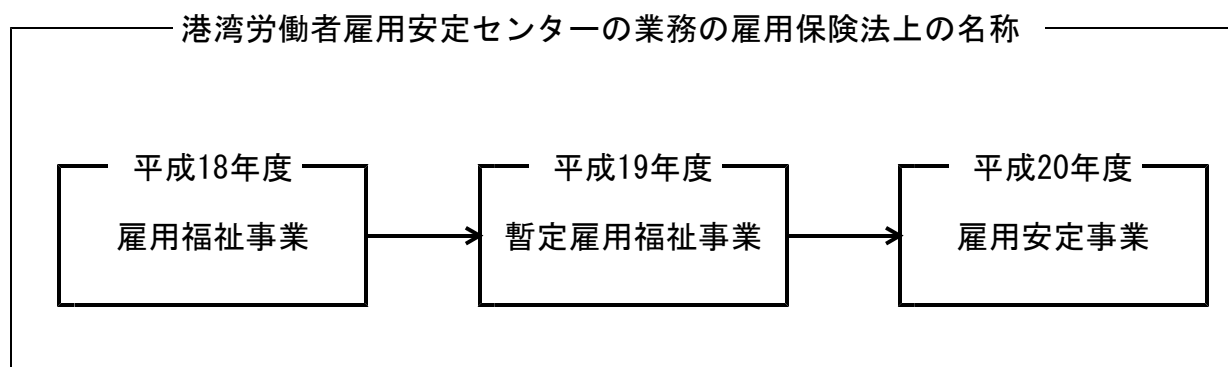 港湾労働者雇用安定センターの業務の雇用保険法上の名称
平成18年度
雇用福祉事業
平成19年度
暫定雇用福祉事業
平成20年度
雇用安定事業